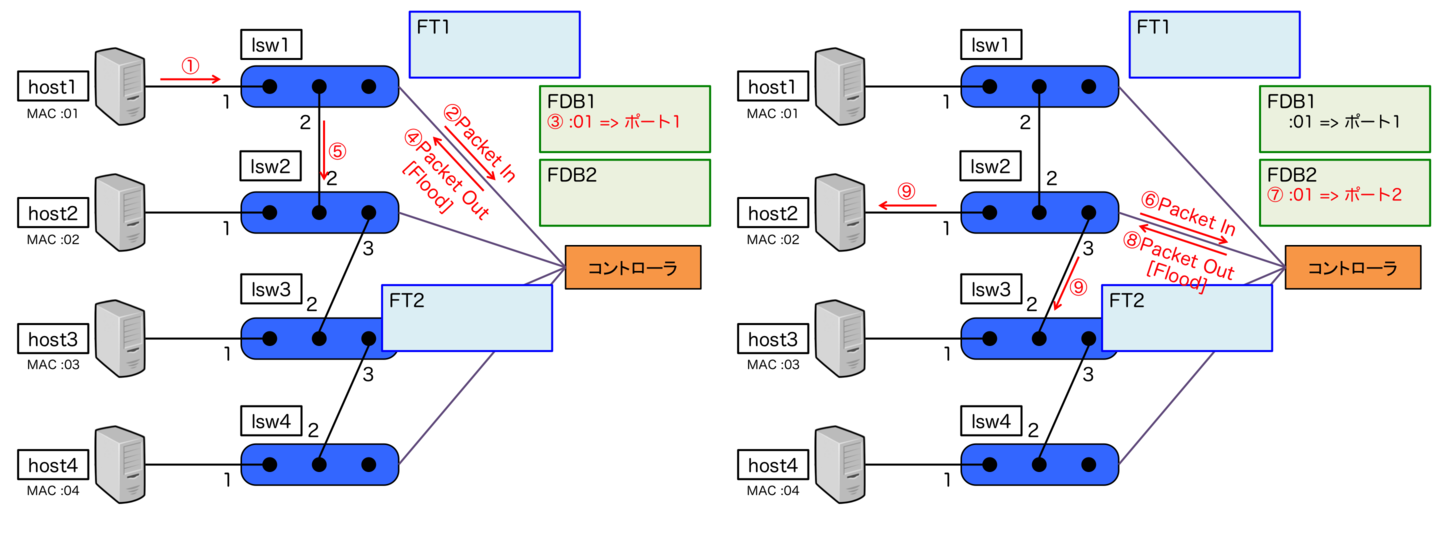 lsw1
FT1
host1
MAC :01
①
1
2
②Packet In
④Packet Out
[Flood]
FDB1
③ :01 => ポート1
lsw2
⑤
2
FDB2
host2
MAC :02
1
3
コントローラ
lsw3
2
FT2
host3
MAC :03
1
3
lsw4
2
host4
MAC :04
1
lsw1
FT1
host1
MAC :01
1
2
FDB1
:01 => ポート1
lsw2
2
FDB2
⑦ :01 => ポート2
⑨
host2
MAC :02
1
3
⑥Packet In
⑧Packet Out
[Flood]
コントローラ
lsw3
2
⑨
FT2
host3
MAC :03
1
3
lsw4
2
host4
MAC :04
1